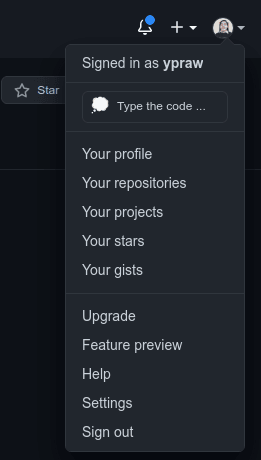 Star
Signed in as ypraw
Type the code ...
Your profile
Your repositories
Your projects
Your stars
Your gists
Upgrade
Feature preview
Help
Settings
Sign out